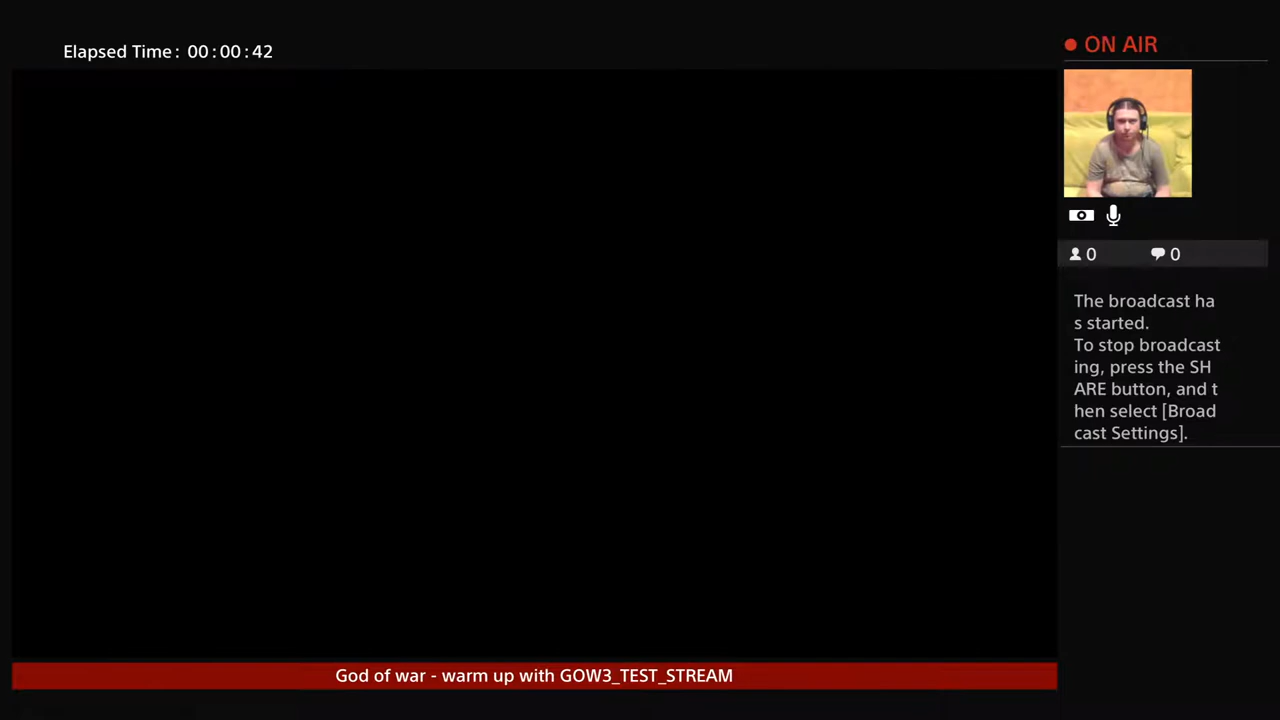 Elapsed Time: 00:00:42
ON AIR
0 0
The broadcast ha
s started.
To stop broadcast
ing, press the SH
ARE button, and t
hen select [Broad
cast Settings].
God of war - warm up with GOW3_TEST_STREAM